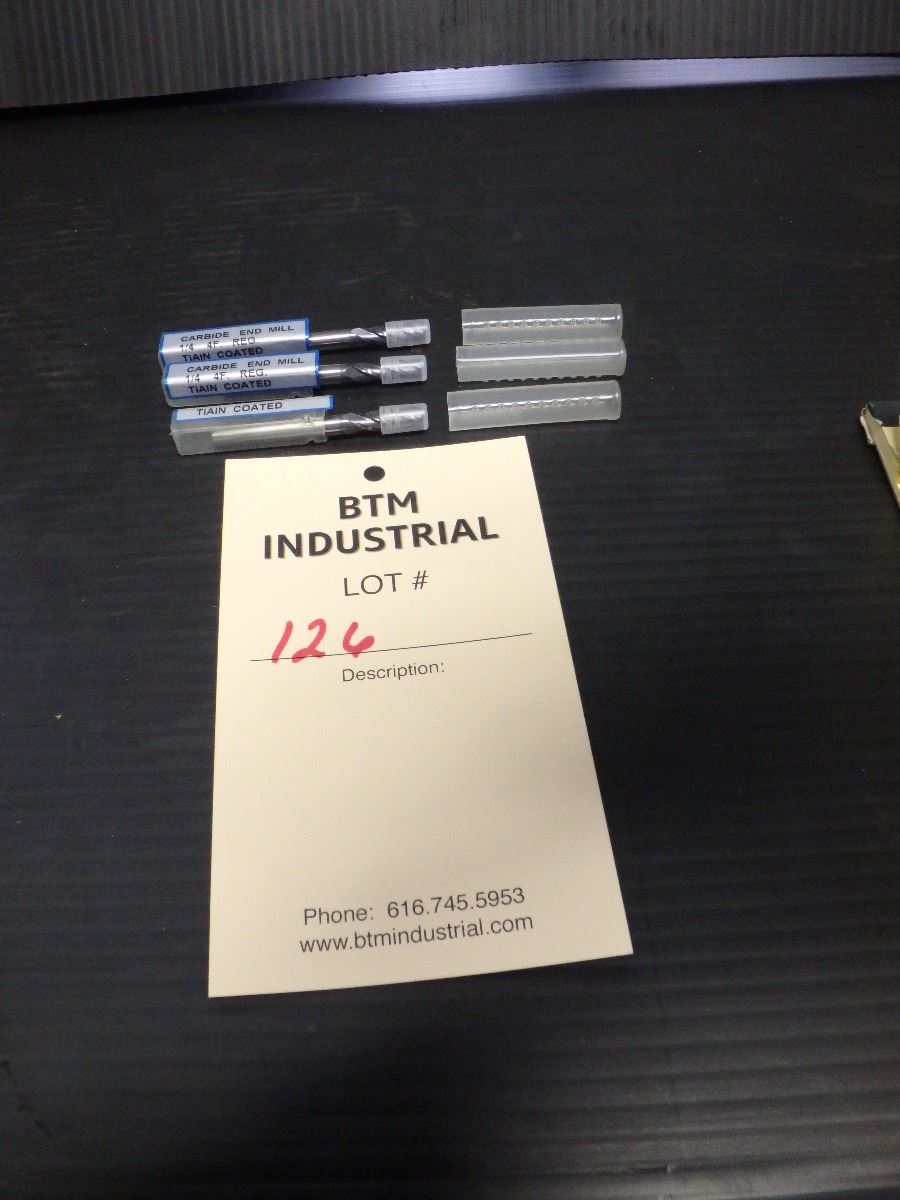 CARBIDE END MILL
1/4 4F. REG.
TiAIN COATED
CARBIDE END MILL
1/4 4F. REG.
TiAIN COATED
TiAIN COATED
BTM
INDUSTRIAL
LOT #
126
Description:
Phone: 616.745.5953
www.btmindustrial.com